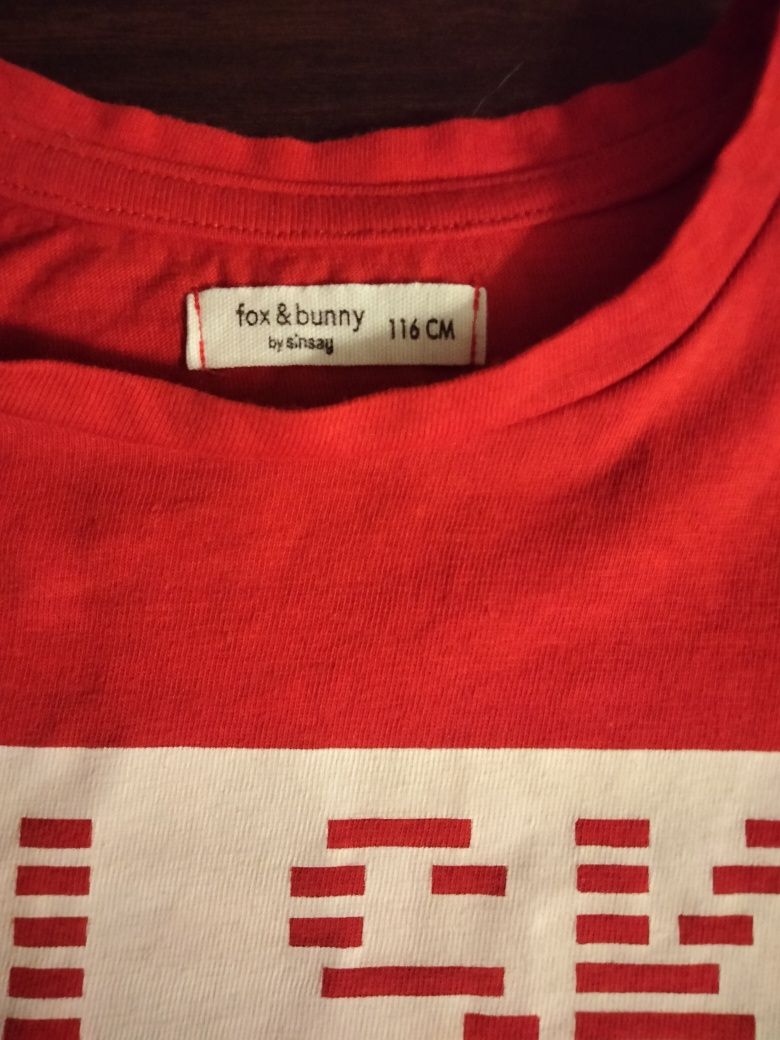 fox & bunny
by sinsay
116 CM